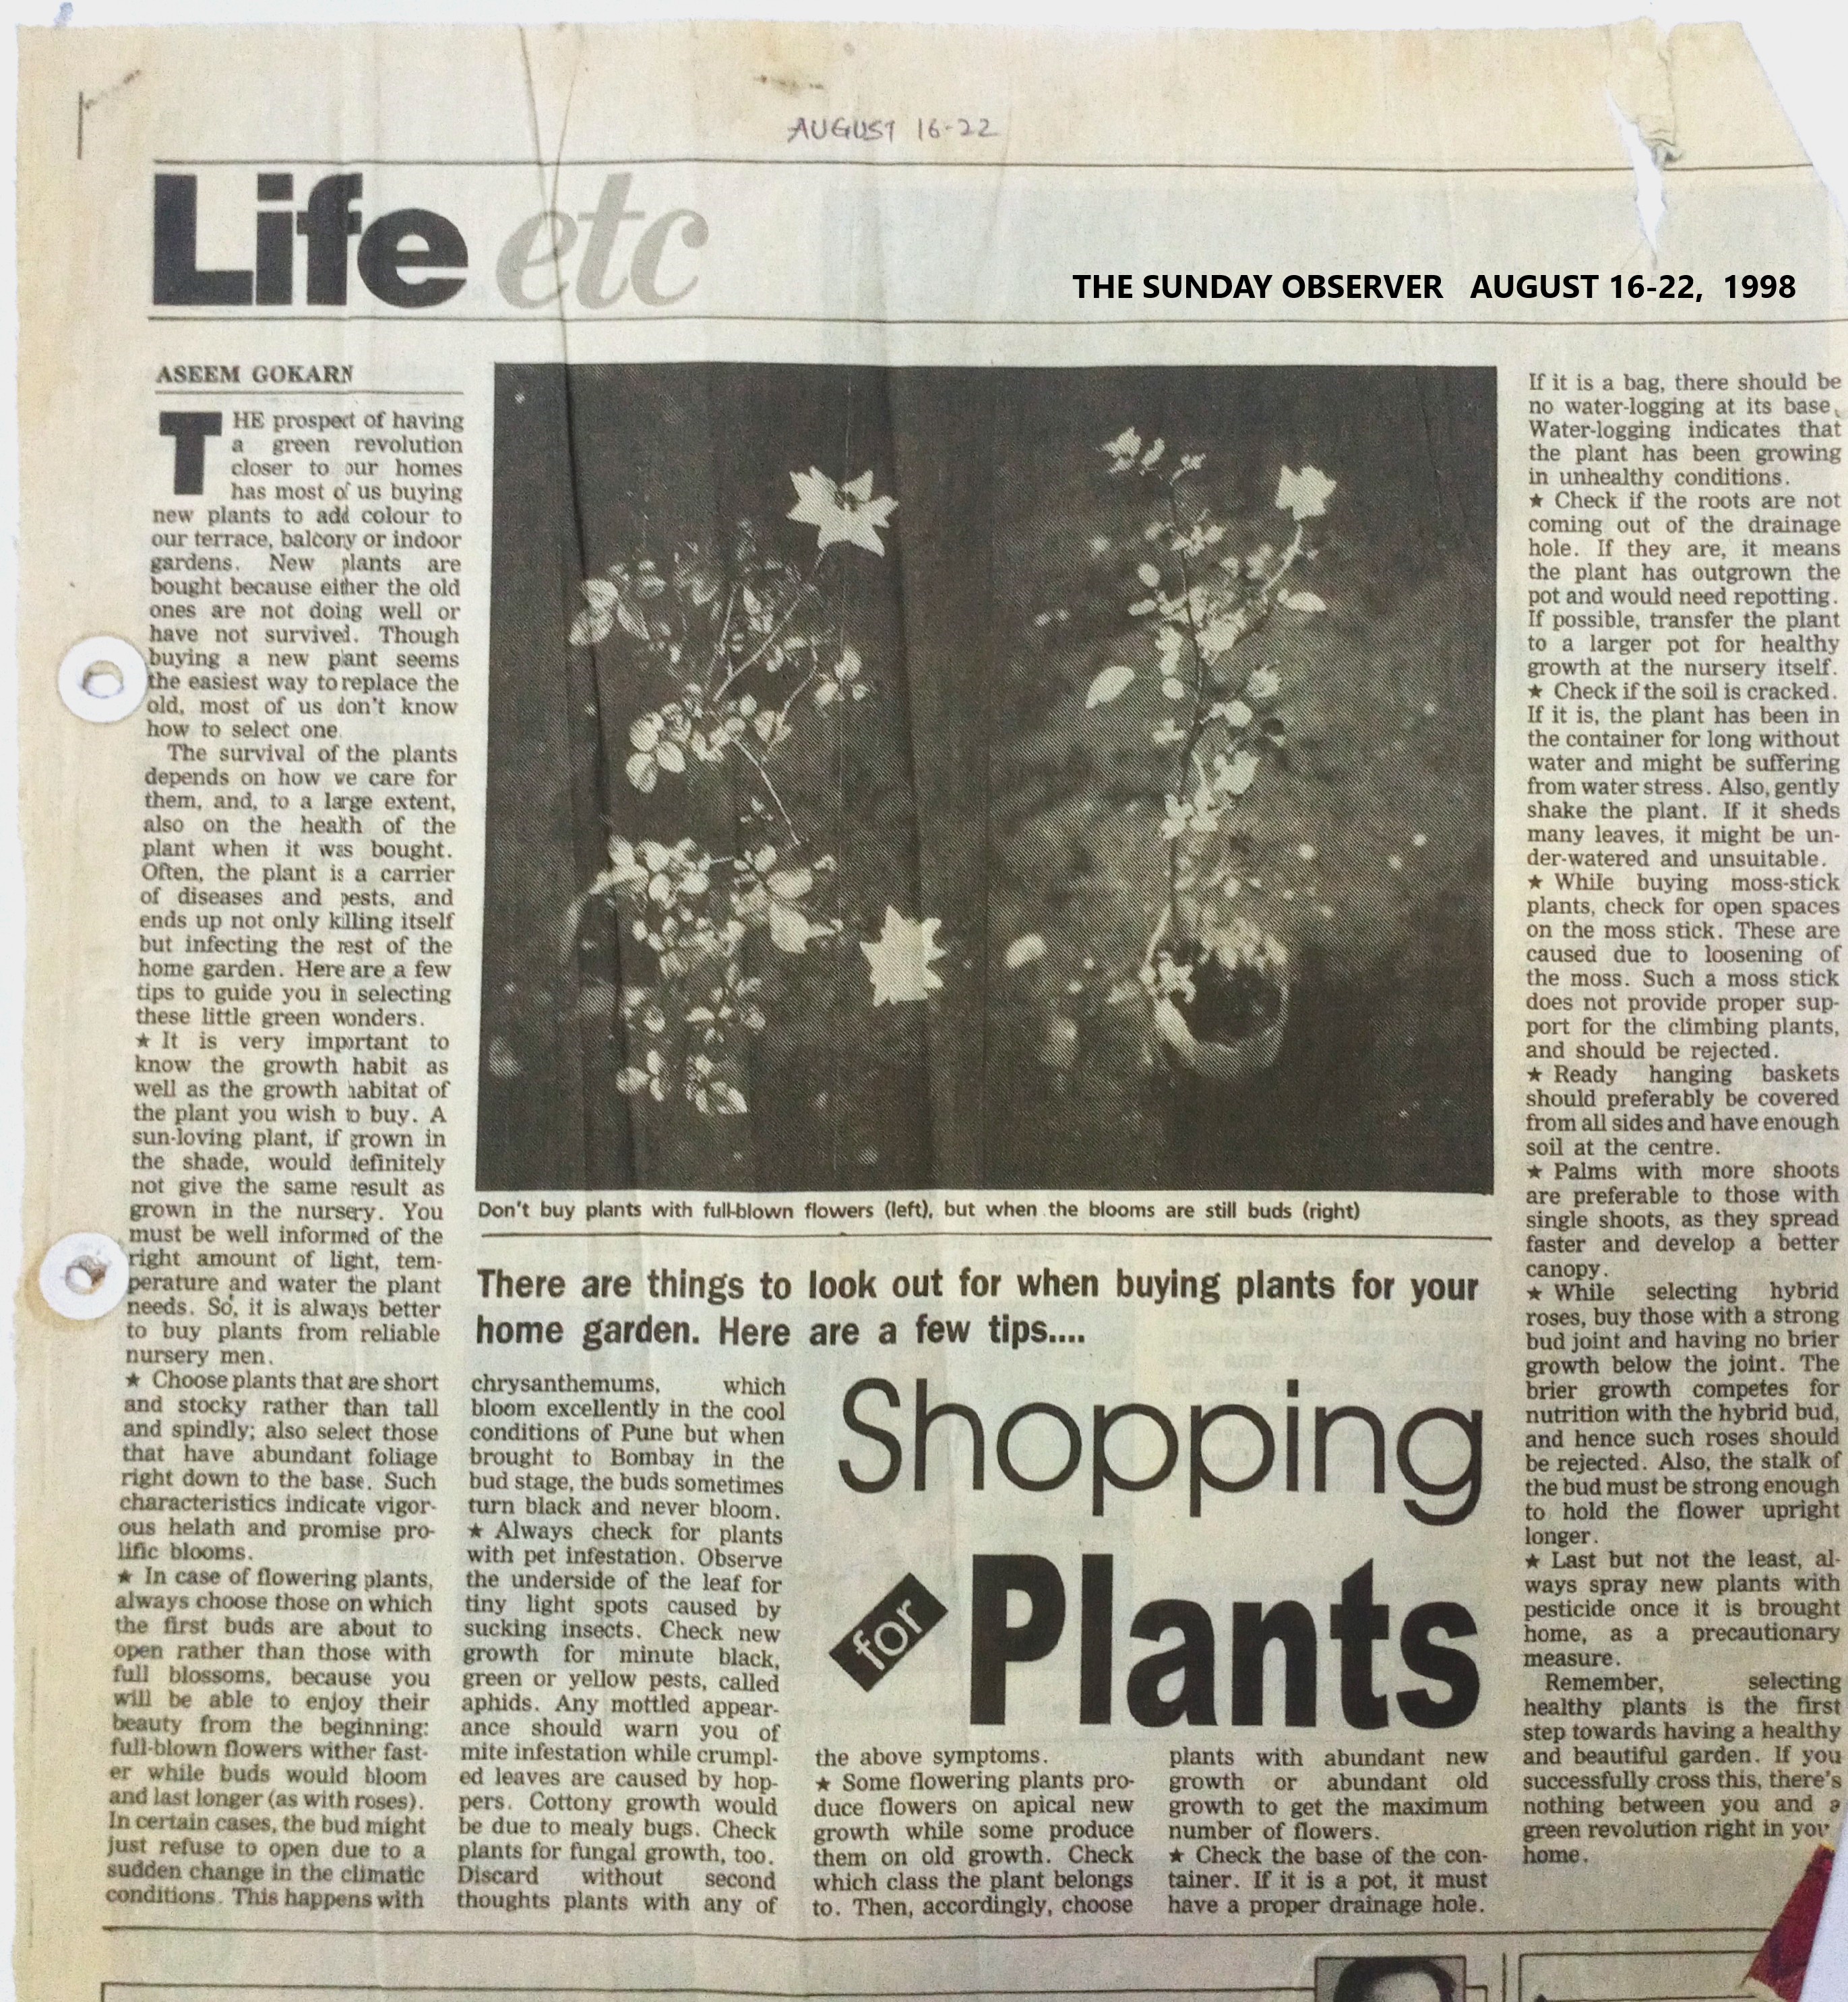 AUGUST 16-22
Life etc
THE SUNDAY OBSERVER AUGUST 16-22, 1998
ASEEM GOKARN
THE prospect of having
a green revolution
closer to our homes
has most of us buying
new plants to add colour to
our terrace, balcony or indoor
gardens. New plants are
bought because either the old
ones are not doing well or
have not survived. Though
buying a new plant seems
the easiest way to replace the
old, most of us don't know
how to select one.
The survival of the plants
depends on how we care for
them, and, to a large extent,
also on the health of the
plant when it was bought.
Often, the plant is a carrier
of diseases and pests, and
ends up not only killing itself
but infecting the rest of the
home garden. Here are a few
tips to guide you in selecting
these little green wonders.
★ It is very important to
know the growth habit as
well as the growth habitat of
the plant you wish to buy. A
sun-loving plant, if grown in
the shade, would definitely
not give the same result as
grown in the nursery. You
must be well informed of the
right amount of light, tem-
perature and water the plant
needs. So, it is always better
to buy plants from reliable
nursery men.
★ Choose plants that are short
and stocky rather than tall
and spindly; also select those
that have abundant foliage
right down to the base. Such
characteristics indicate vigor-
ous helath and promise pro-
lific blooms.
★ In case of flowering plants,
always choose those on which
the first buds are about to
open rather than those with
full blossoms, because you
will be able to enjoy their
beauty from the beginning:
full-blown flowers wither fast-
er while buds would bloom
and last longer (as with roses).
In certain cases, the bud might
just refuse to open due to a
sudden change in the climatic
conditions. This happens with
Don't buy plants with full-blown flowers (left), but when the blooms are still buds (right)
There are things to look out for when buying plants for your
home garden. Here are a few tips....
Shopping
for Plants
chrysanthemums, which
bloom excellently in the cool
conditions of Pune but when
brought to Bombay in the
bud stage, the buds sometimes
turn black and never bloom.
★ Always check for plants
with pet infestation. Observe
the underside of the leaf for
tiny light spots caused by
sucking insects. Check new
growth for minute black,
green or yellow pests, called
aphids. Any mottled appear-
ance should warn you of
mite infestation while crumpl-
ed leaves are caused by hop-
pers. Cottony growth would
be due to mealy bugs. Check
plants for fungal growth, too.
Discard without second
thoughts plants with any of
the above symptoms.
★ Some flowering plants pro-
duce flowers on apical new
growth while some produce
them on old growth. Check
which class the plant belongs
to. Then, accordingly, choose
plants with abundant new
growth or abundant old
growth to get the maximum
number of flowers.
★ Check the base of the con-
tainer. If it is a pot, it must
have a proper drainage hole.
If it is a bag, there should be
no water-logging at its base.
Water-logging indicates that
the plant has been growing
in unhealthy conditions.
★ Check if the roots are not
coming out of the drainage
hole. If they are, it means
the plant has outgrown the
pot and would need repotting.
If possible, transfer the plant
to a larger pot for healthy
growth at the nursery itself.
★ Check if the soil is cracked.
If it is, the plant has been in
the container for long without
water and might be suffering
from water stress. Also, gently
shake the plant. If it sheds
many leaves, it might be un-
der-watered and unsuitable.
★ While buying moss-stick
plants, check for open spaces
on the moss stick. These are
caused due to loosening of
the moss. Such a moss stick
does not provide proper sup-
port for the climbing plants,
and should be rejected.
★ Ready hanging baskets
should preferably be covered
from all sides and have enough
soil at the centre.
★ Palms with more shoots
are preferable to those with
single shoots, as they spread
faster and develop a better
canopy.
★ While selecting hybrid
roses, buy those with a strong
bud joint and having no brier
growth below the joint. The
brier growth competes for
nutrition with the hybrid bud,
and hence such roses should
be rejected. Also, the stalk of
the bud must be strong enough
to hold the flower upright
longer.
★ Last but not the least, al-
ways spray new plants with
pesticide once it is brought
home, as a precautionary
measure.
Remember, selecting
healthy plants is the first
step towards having a healthy
and beautiful garden. If you
successfully cross this, there's
nothing between you and a
green revolution right in your
home.